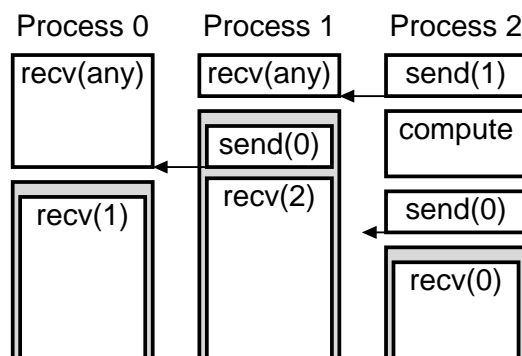 Process 0 Process 1 Process 2
recv(any) recv(any) send(1)
compute
send(0)
recv(2)
recv(1) send(0)
recv(0)